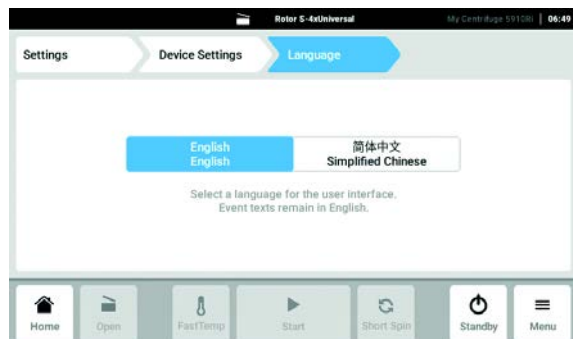 Rotor S-4xUniversal
My Centrifuge 5910Ri | 06:49
Settings
Device Settings
Language
English
English
简体中文
Simplified Chinese
Select a language for the user interface.
Event texts remain in English.
Home
Open
FastTemp
Start
Short Spin
Standby
Menu